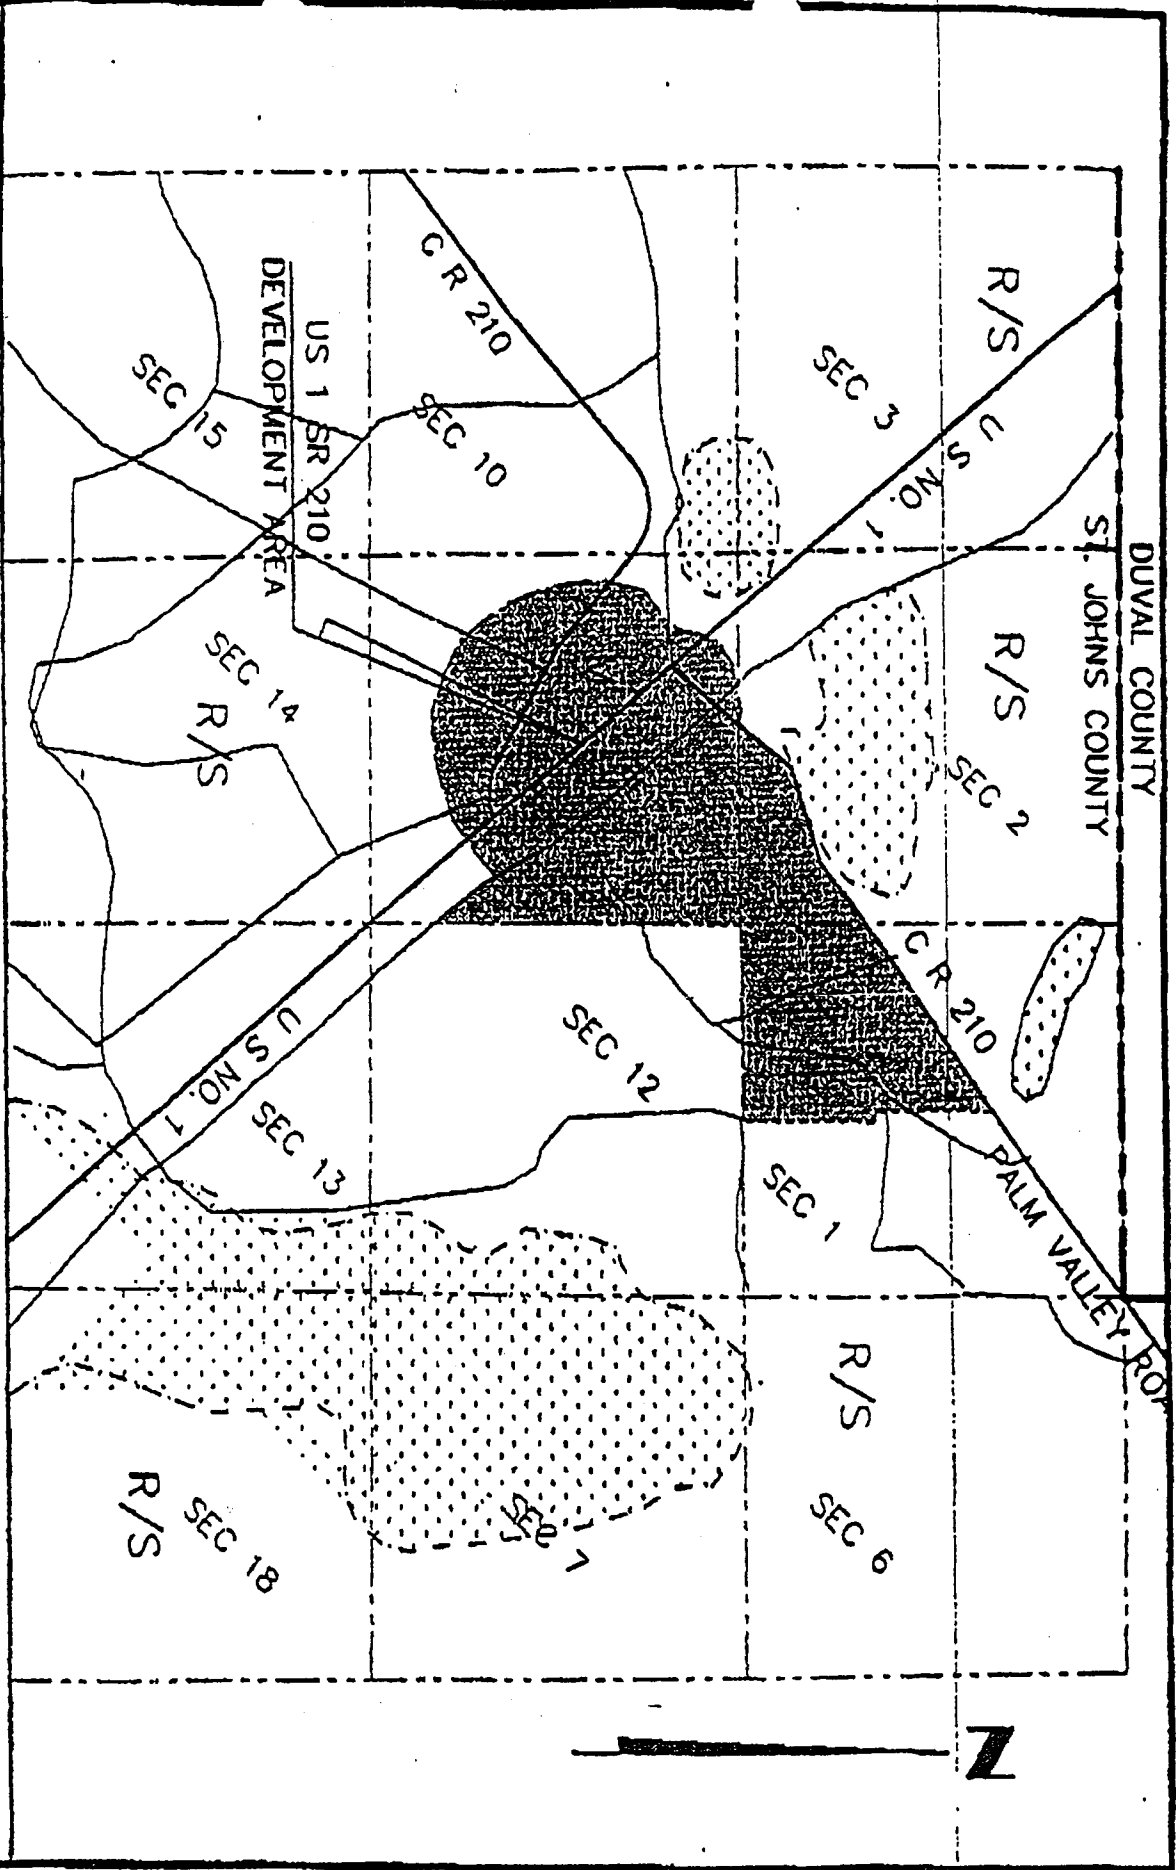 DUVAL COUNTY
ST. JOHNS COUNTY
R/S
U S NO. 1
SEC 3
R/S
SEC 2
C R 210
PALM VALLEY
SEC 1
R/S
SEC 6
C R 210
SEC 10
SEC 12
SEC 7
US 1 SR 210
DEVELOPMENT AREA
SEC 15
SEC 14
R/S
U S NO. 1
SEC 13
SEC 18
R/S
N